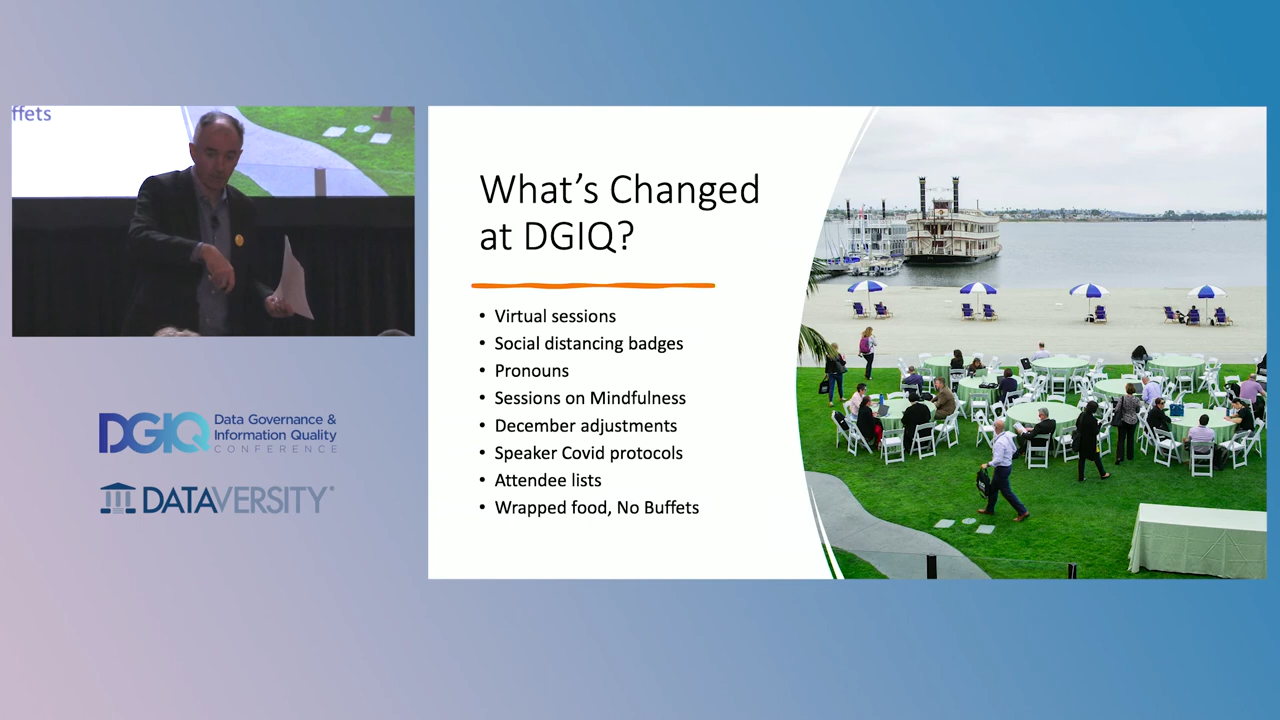 ffets
What's Changed
at DGIQ?
• Virtual sessions
• Social distancing badges
• Pronouns
• Sessions on Mindfulness
• December adjustments
• Speaker Covid protocols
• Attendee lists
• Wrapped food, No Buffets
DGIQ Data Governance &
Information Quality
CONFERENCE
DATAVERSITY®